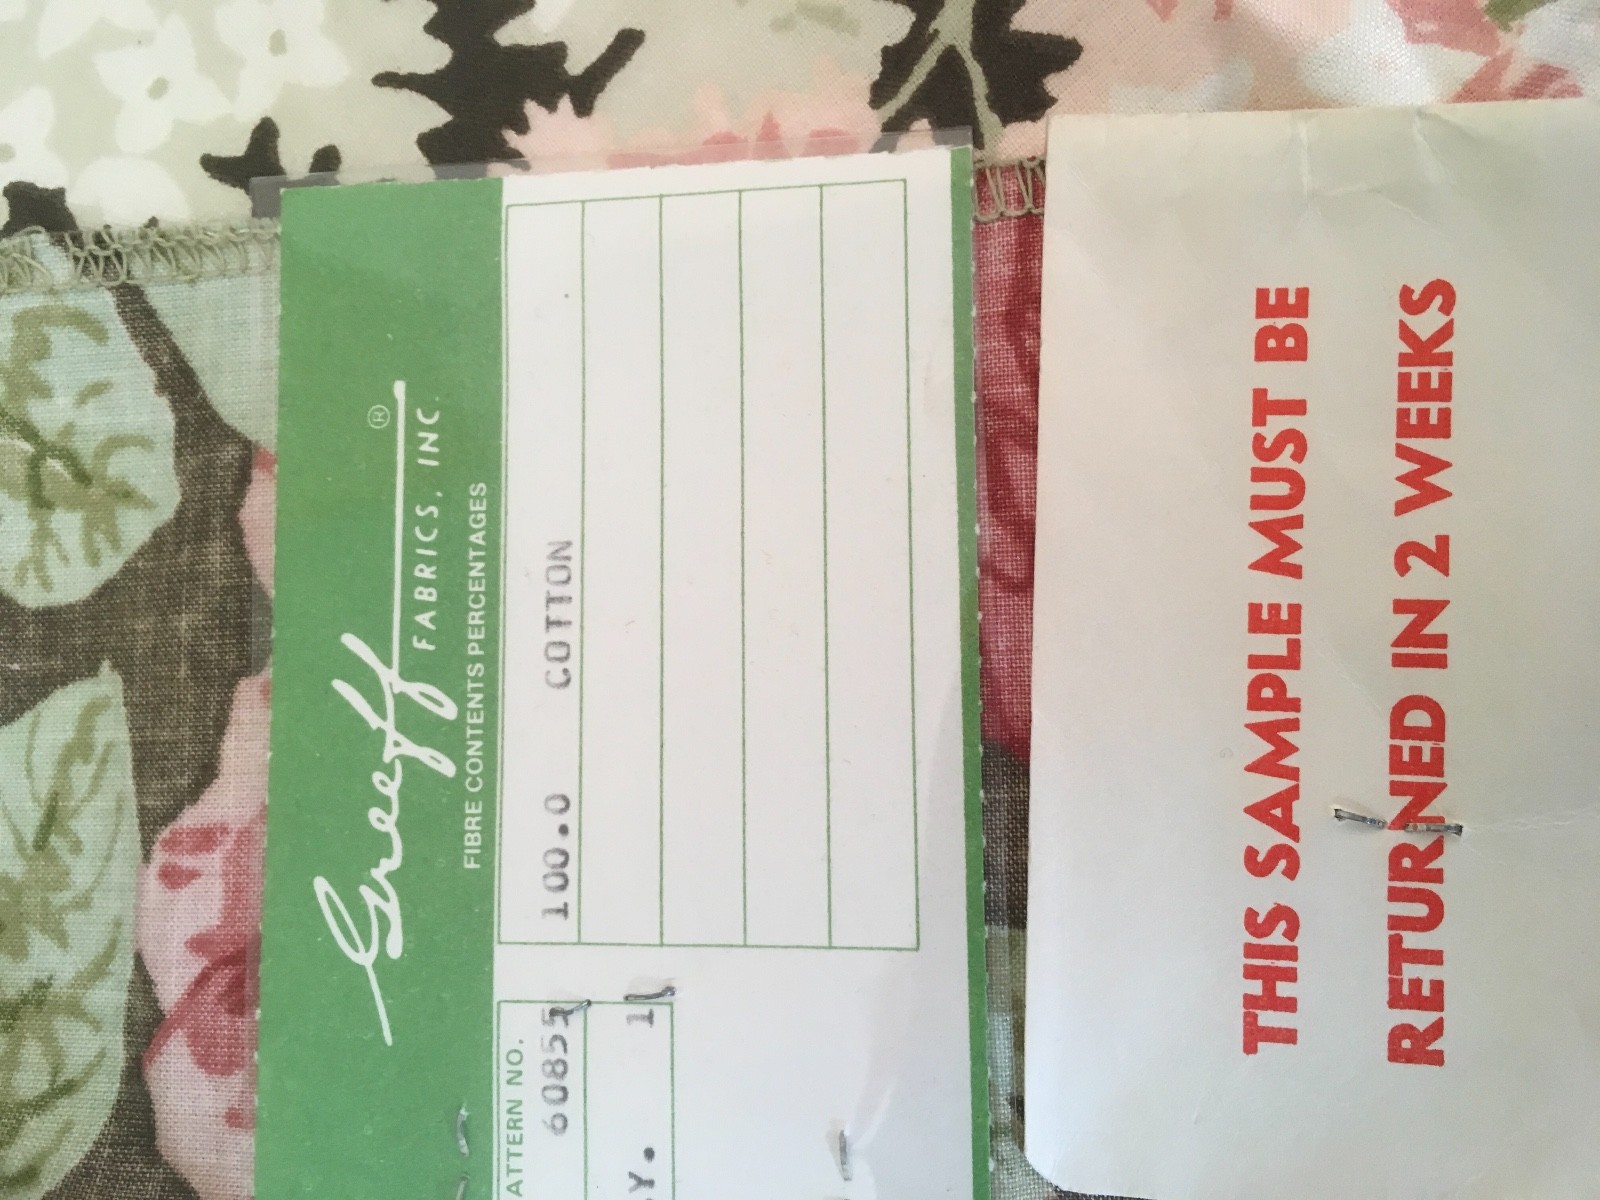 Greeff®
FABRICS, INC.
FIBRE CONTENTS PERCENTAGES
100.0 COTTON
ATTERN NO.
60855
Y. 1
THIS SAMPLE MUST BE
RETURNED IN 2 WEEKS